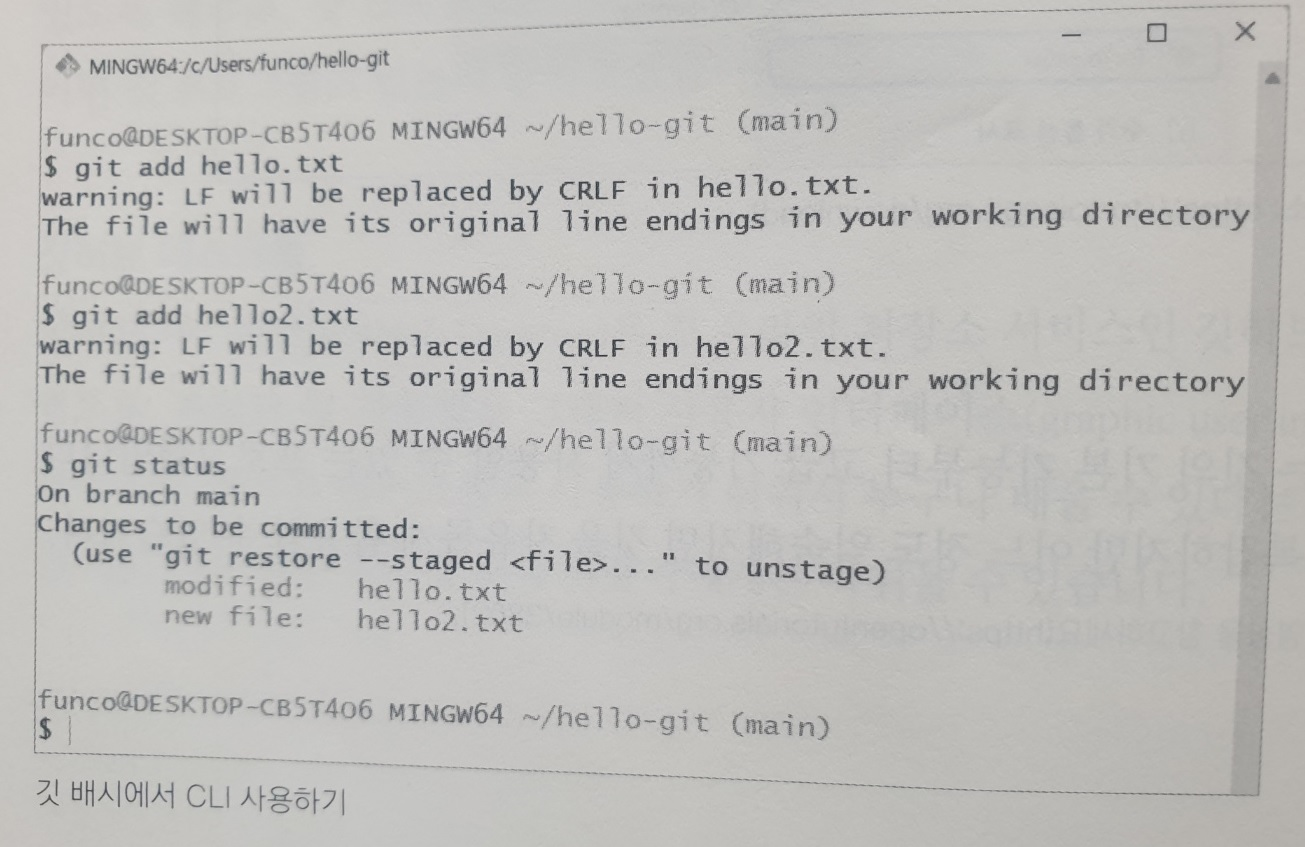 MINGW64:/c/Users/funco/hello-git
funco@DESKTOP-CB5T4O6 MINGW64 ~/hello-git (main)
$ git add hello.txt
warning: LF will be replaced by CRLF in hello.txt.
The file will have its original line endings in your working directory
funco@DESKTOP-CB5T4O6 MINGW64 ~/hello-git (main)
$ git add hello2.txt
warning: LF will be replaced by CRLF in hello2.txt.
The file will have its original line endings in your working directory
funco@DESKTOP-CB5T4O6 MINGW64 ~/hello-git (main)
$ git status
On branch main
Changes to be committed:
(use "git restore --staged <file>..." to unstage)
modified: hello.txt
new file: hello2.txt
funco@DESKTOP-CB5T4O6 MINGW64 ~/hello-git (main)
$
깃 배시에서 CLI 사용하기